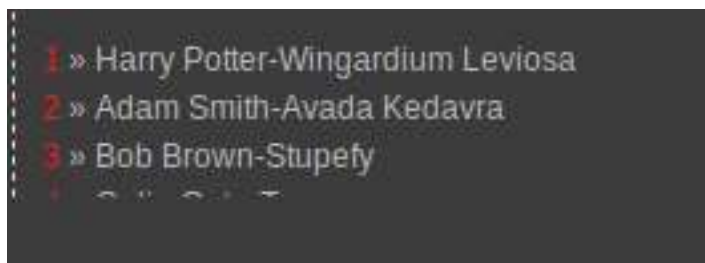 1 » Harry Potter-Wingardium Leviosa
2 » Adam Smith-Avada Kedavra
3 » Bob Brown-Stupefy